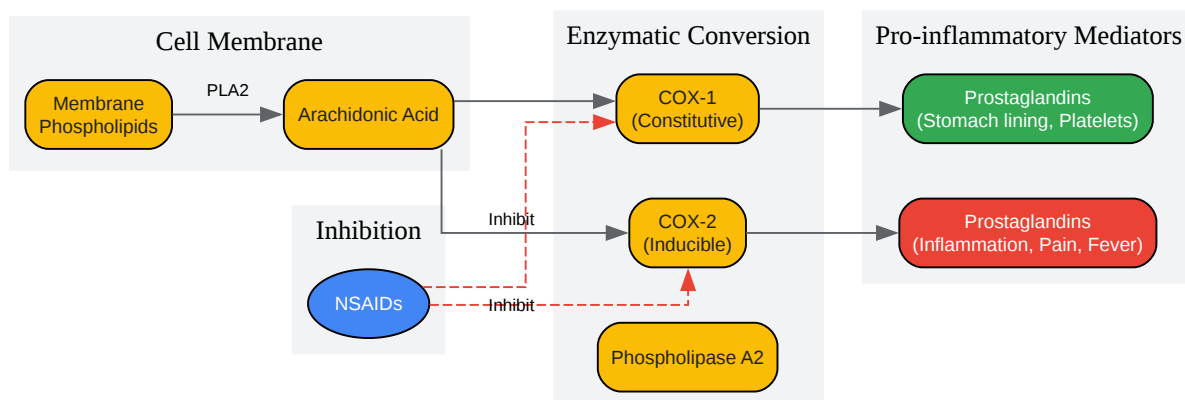 Cell Membrane
Enzymatic Conversion
Pro-inflammatory Mediators
Membrane
Phospholipids
PLA2
Arachidonic Acid
COX-1
(Constitutive)
Prostaglandins
(Stomach lining, Platelets)
Inhibition
Inhibit
COX-2
(Inducible)
Prostaglandins
(Inflammation, Pain, Fever)
NSAIDs
Inhibit
Phospholipase A2